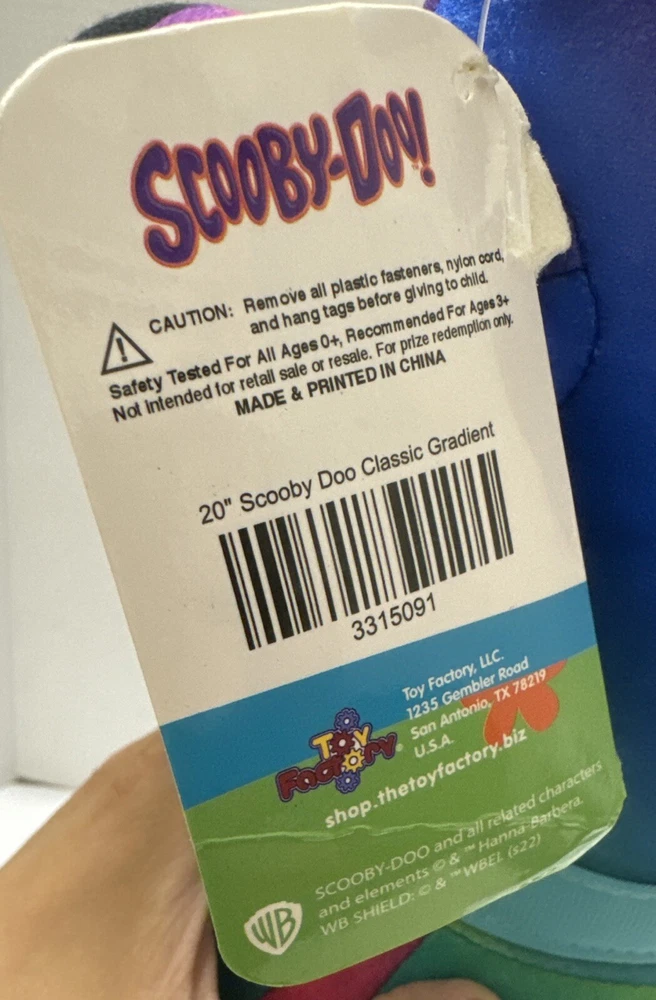 SCOOBY-DOO!
CAUTION: Remove all plastic fasteners, nylon cord,
and hang tags before giving to child.
Safety Tested For All Ages 0+, Recommended For Ages 3+
Not intended for retail sale or resale. For prize redemption only.
MADE & PRINTED IN CHINA
20" Scooby Doo Classic Gradient
3315091
Toy Factory, LLC.
1235 Gembler Road
San Antonio, TX 78219
U.S.A.
TOY
FACTORY®
shop.thetoyfactory.biz
SCOOBY-DOO and all related characters
and elements © & ™ Hanna-Barbera.
WB SHIELD: © & ™ WBEI. (s22)
WB